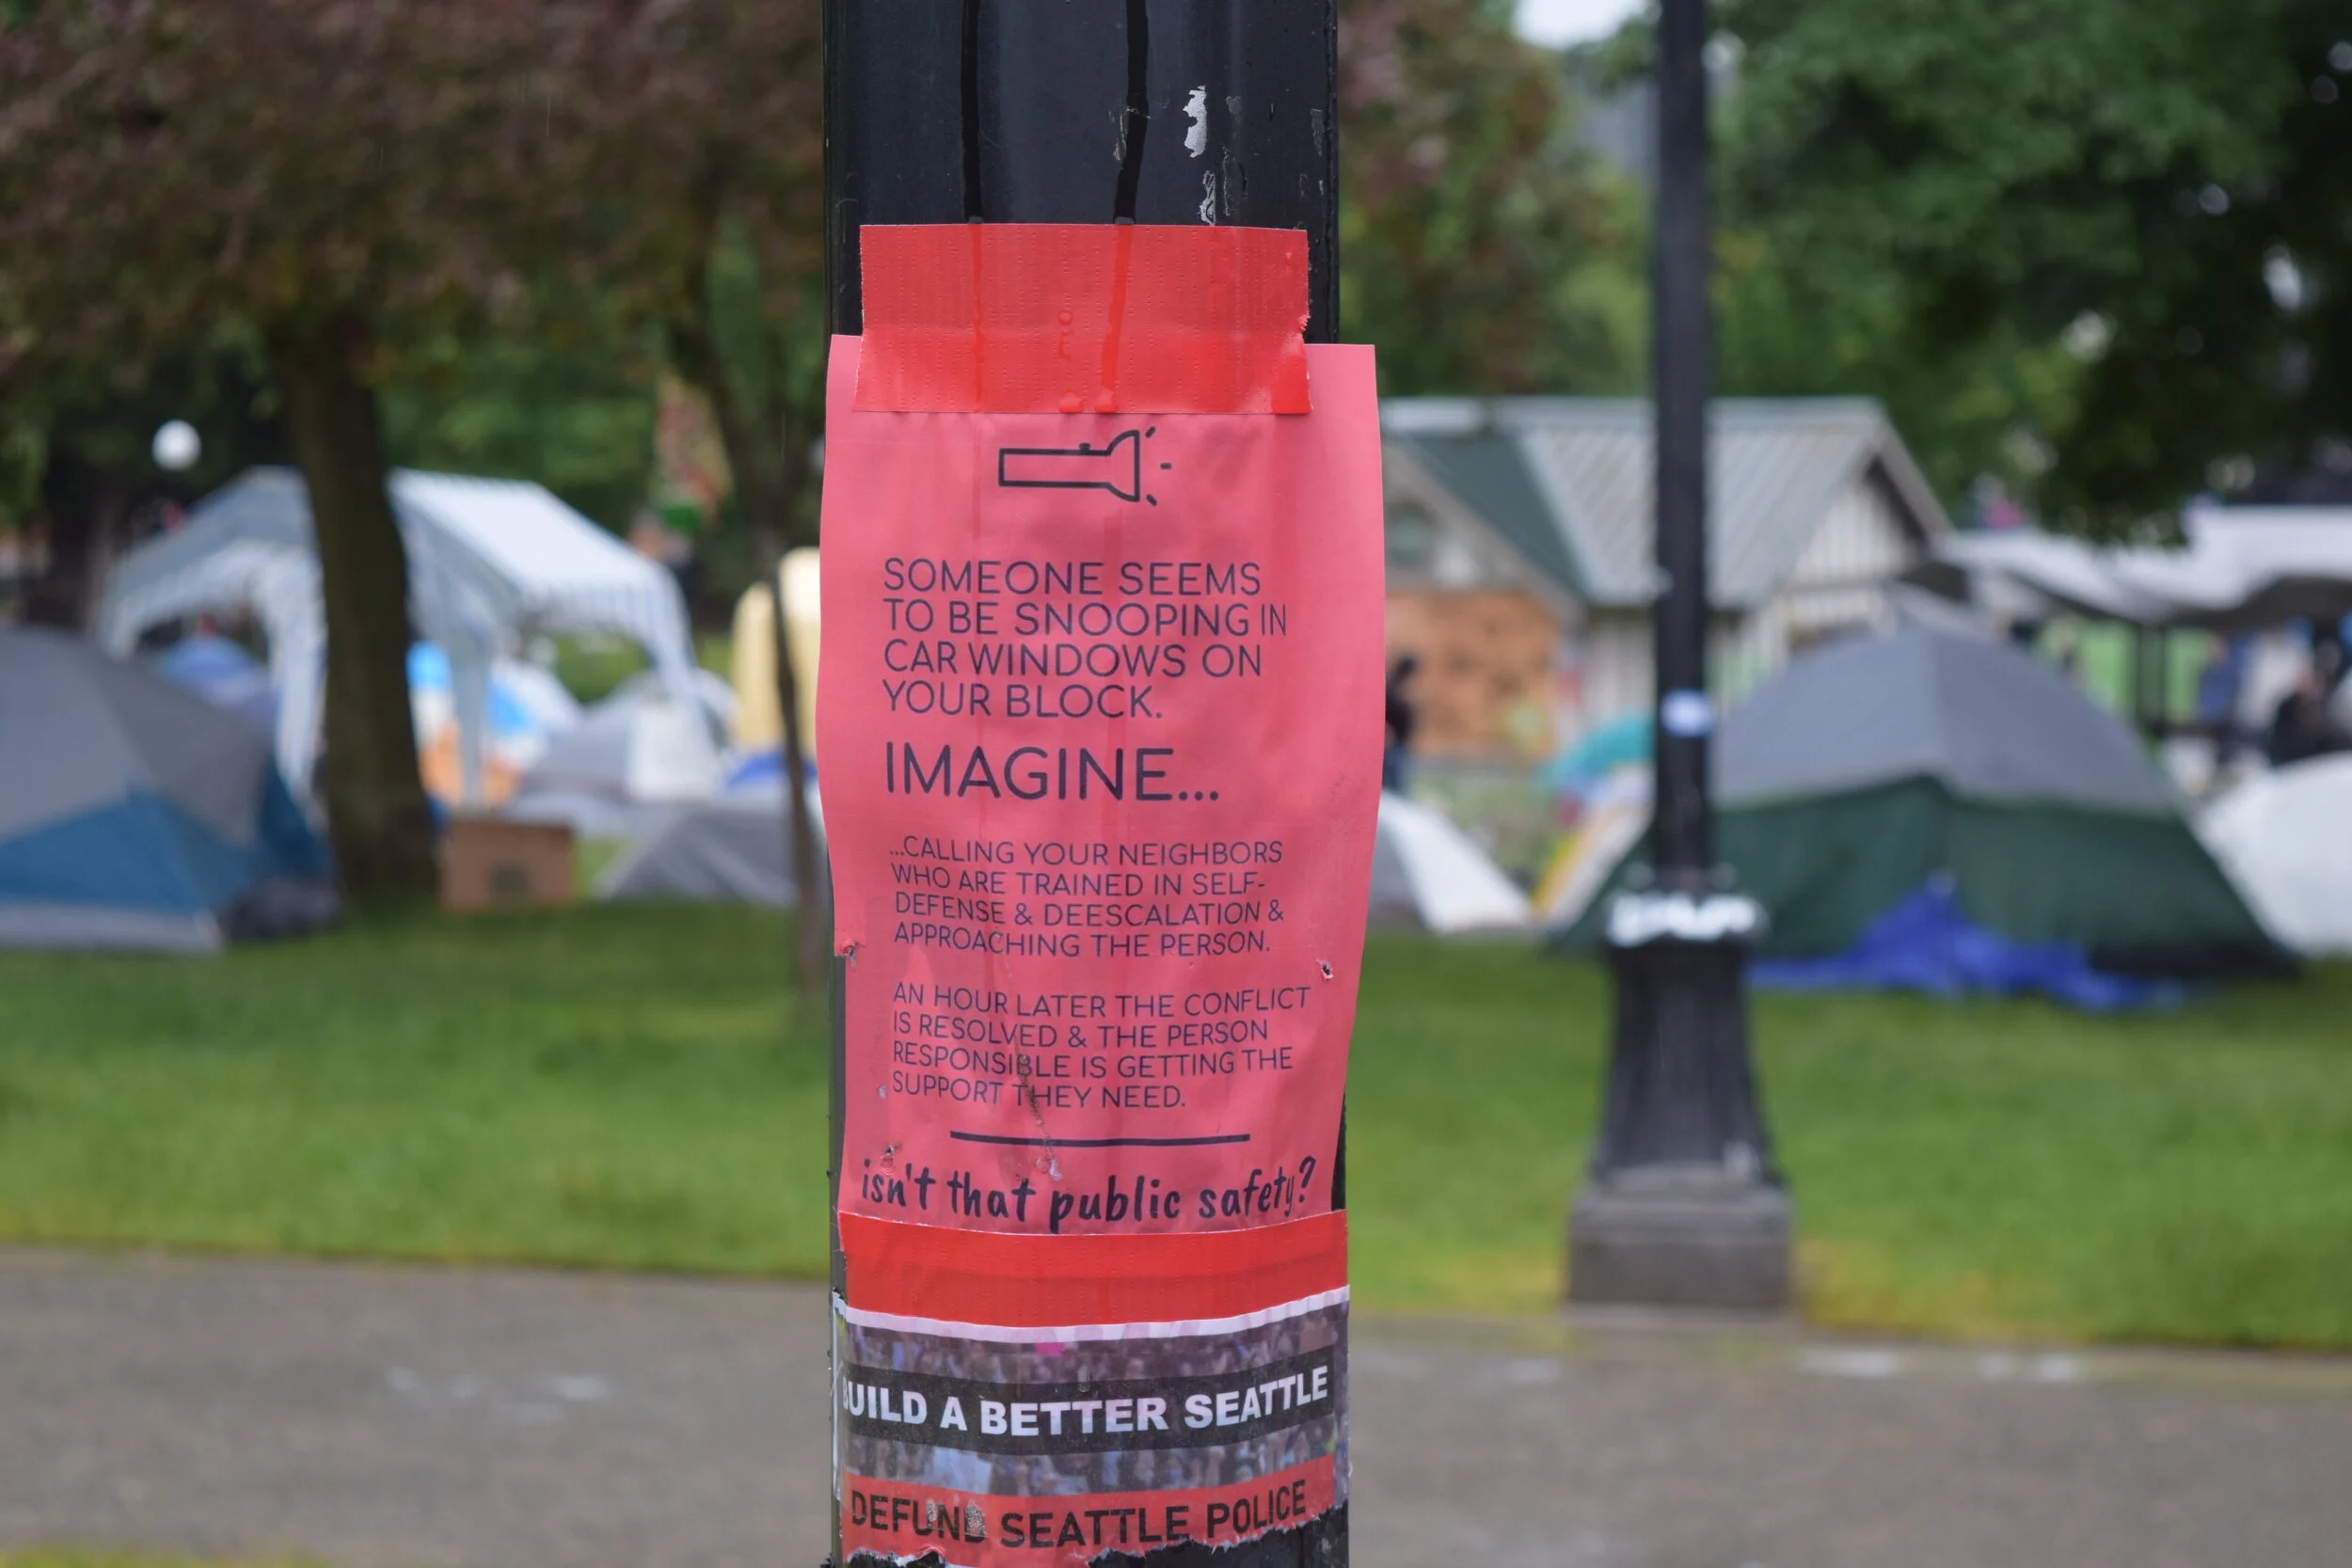 SOMEONE SEEMS
TO BE SNOOPING IN
CAR WINDOWS ON
YOUR BLOCK.
IMAGINE...
...CALLING YOUR NEIGHBORS
WHO ARE TRAINED IN SELF-
DEFENSE & DEESCALATION &
APPROACHING THE PERSON.
AN HOUR LATER THE CONFLICT
IS RESOLVED & THE PERSON
RESPONSIBLE IS GETTING THE
SUPPORT THEY NEED.
isn't that public safety?
BUILD A BETTER SEATTLE
DEFUND SEATTLE POLICE